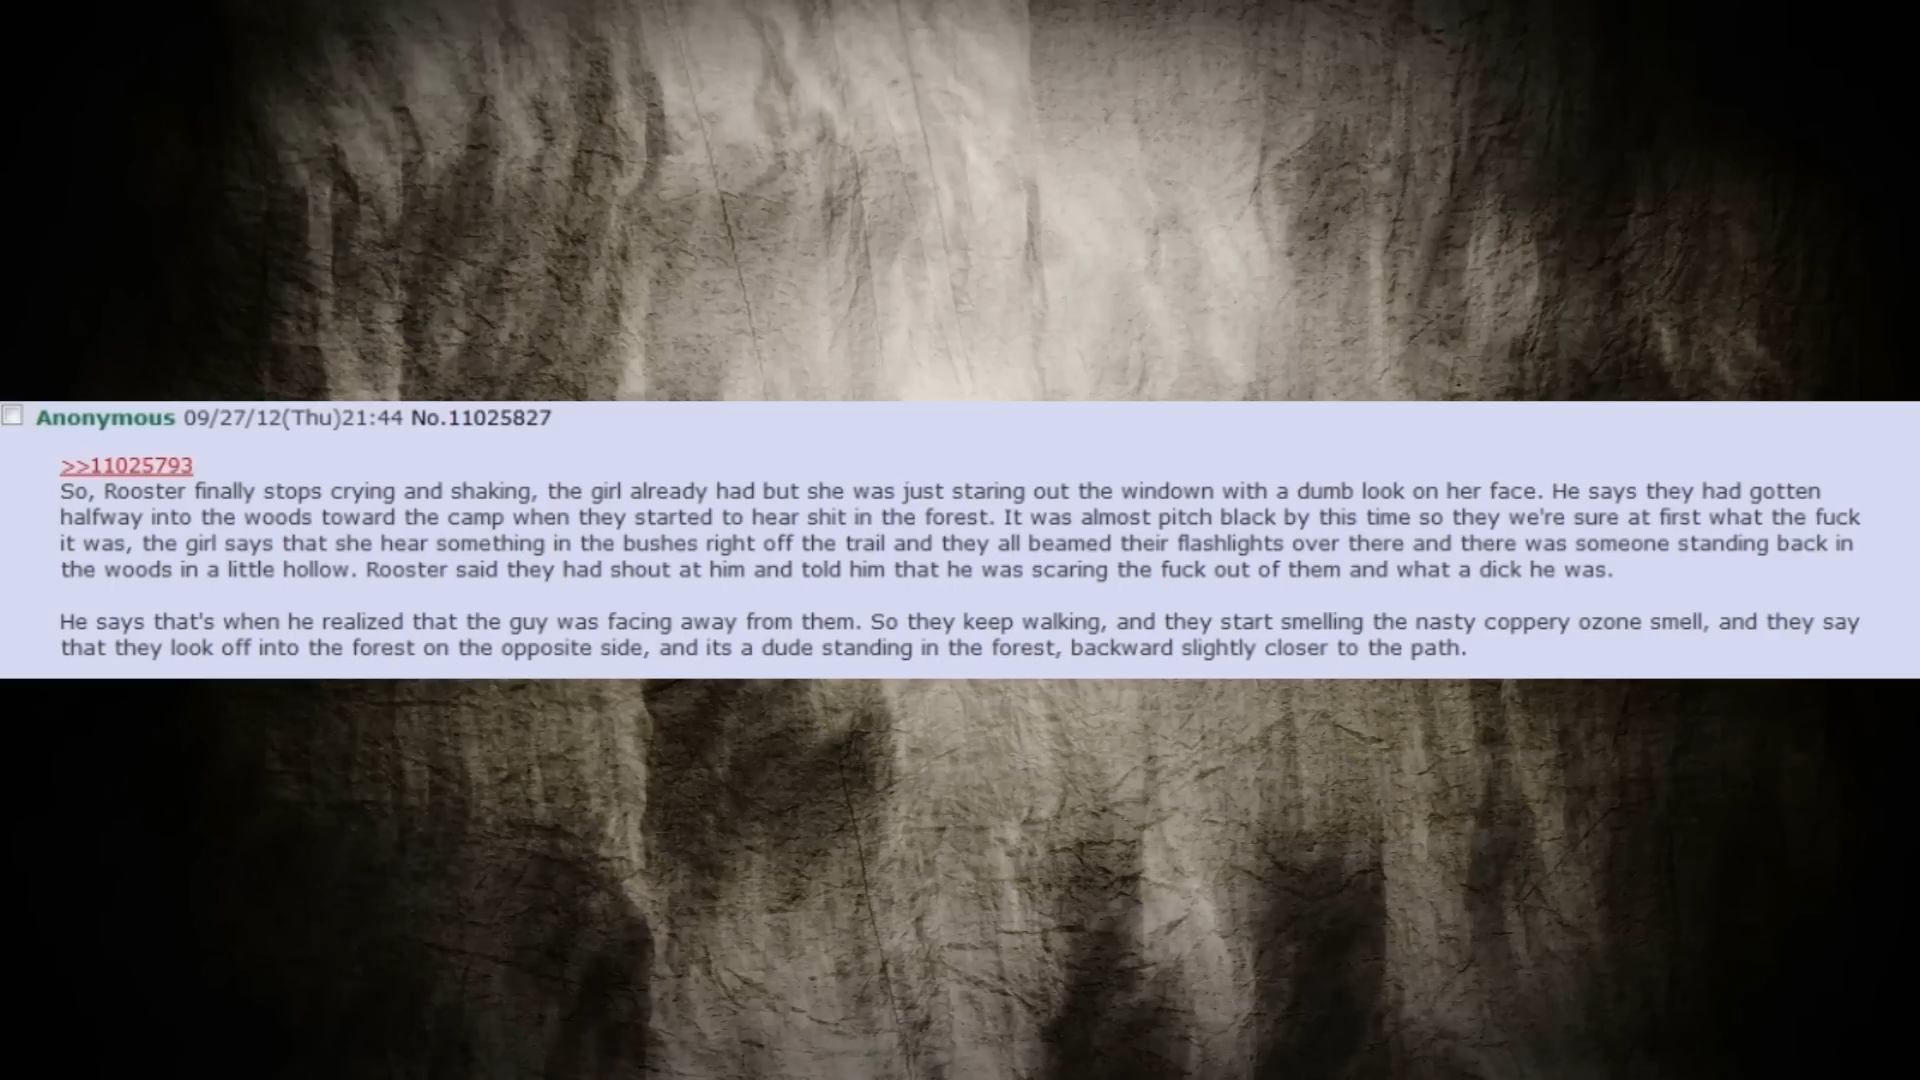 Anonymous 09/27/12(Thu)21:44 No.11025827
>>11025793
So, Rooster finally stops crying and shaking, the girl already had but she was just staring out the windown with a dumb look on her face. He says they had gotten
halfway into the woods toward the camp when they started to hear shit in the forest. It was almost pitch black by this time so they we're sure at first what the fuck
it was, the girl says that she hear something in the bushes right off the trail and they all beamed their flashlights over there and there was someone standing back in
the woods in a little hollow. Rooster said they had shout at him and told him that he was scaring the fuck out of them and what a dick he was.
He says that's when he realized that the guy was facing away from them. So they keep walking, and they start smelling the nasty coppery ozone smell, and they say
that they look off into the forest on the opposite side, and its a dude standing in the forest, backward slightly closer to the path.